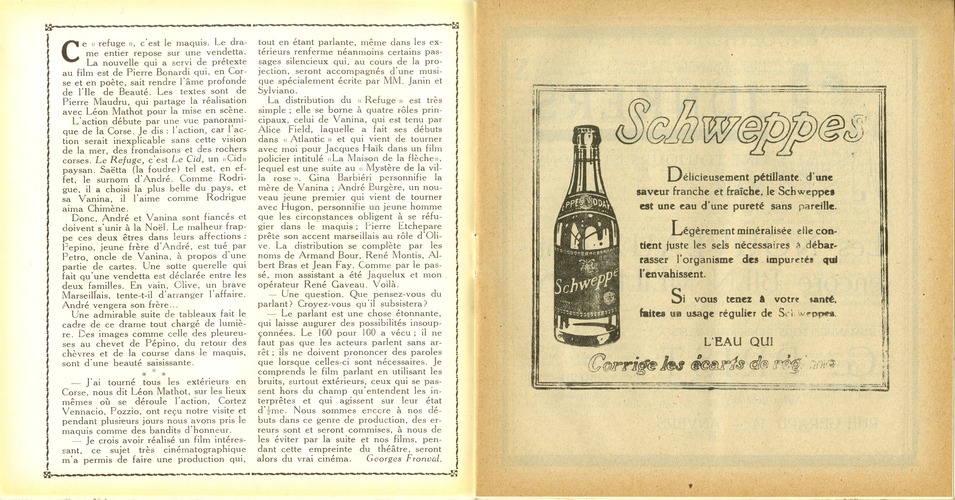 Ce « refuge », c'est le maquis. Le dra-
me entier repose sur une vendetta.
La nouvelle qui a servi de prétexte
au film est de Pierre Bonardi qui, en Cor-
se et en poète, sait rendre l'âme profonde
de l'Ile de Beauté. Les textes sont de
Pierre Maudru, qui partage la réalisation
avec Léon Mathot pour la mise en scène.
L'action débute par une vue panorami-
que de la Corse. Je dis : l'action, car l'ac-
tion serait inexplicable sans cette vision
de la mer, des frondaisons et des rochers
corses. Le Refuge, c'est Le Cid, un «Cid»
paysan. Saëtta (la foudre) tel est, en ef-
fet, le surnom d'André. Comme Rodri-
gue, il a choisi la plus belle du pays, et
sa Vanina, il l'aime comme Rodrigue
aima Chimène.
Donc, André et Vanina sont fiancés et
doivent s'unir à la Noël. Le malheur frap-
pe ces deux êtres dans leurs affections :
Pepino, jeune frère d'André, est tué par
Petro, oncle de Vanina, à propos d'une
partie de cartes. Une sotte querelle qui
fait qu'une vendetta est déclarée entre les
deux familles. En vain, Olive, un brave
Marseillais, tente-t-il d'arranger l'affaire.
André vengera son frère...
Une admirable suite de tableaux fait le
cadre de ce drame tout chargé de lumiè-
re. Des images comme celle des pleureu-
ses au chevet de Pépino, du retour des
chèvres et de la course dans le maquis,
sont d'une beauté saisissante.
* * *
— J'ai tourné tous les extérieurs en
Corse, nous dit Léon Mathot, sur les lieux
mêmes où se déroule l'action, Cortez
Vennacio, Pozzio, ont reçu notre visite et
pendant plusieurs jours nous avons pris le
maquis comme des bandits d'honneur.
— Je crois avoir réalisé un film intéres-
sant, ce sujet très cinématographique
m'a permis de faire une production qui,
tout en étant parlante, même dans les ex-
térieurs renferme néanmoins certains pas-
sages silencieux qui, au cours de la pro-
jection, seront accompagnés d'une musi-
que spécialement écrite par MM. Janin et
Sylviano.
La distribution du « Refuge » est très
simple ; elle se borne à quatre rôles prin-
cipaux, celui de Vanina, qui est tenu par
Alice Field, laquelle a fait ses débuts
dans « Atlantic » et qui vient de tourner
avec moi pour Jacques Haïk dans un film
policier intitulé «La Maison de la flèche»,
lequel est une suite au « Mystère de la vil-
la rose ». Gina Barbiéri personnifia la
mère de Vanina ; André Burgère, un nou-
veau jeune premier qui vient de tourner
avec Hugon, personnifie un jeune homme
que les circonstances obligent à se réfu-
gier dans le maquis ; Pierre Etchepare
prête son accent marseillais au rôle d'Oli-
ve. La distribution se complète par les
noms de Armand Bour, René Montis, Al-
bert Bras et Jean Fay. Comme par le pas-
sé, mon assistant a été Jaquelux et mon
opérateur René Gaveau. Voilà.
— Une question. Que pensez-vous du
parlant ? Croyez-vous qu'il subsistera ?
— Le parlant est une chose étonnante,
qui laisse augurer des possibilités insoup-
çonnées. Le 100 pour 100 a vécu ; il ne
faut pas que les acteurs parlent sans ar-
rêt ; ils ne doivent prononcer des paroles
que lorsque celles-ci sont nécessaires. Je
comprends le film parlant en utilisant les
bruits, surtout extérieurs, ceux qui se pas-
sent hors du champ qu'entendent les in-
terprêtes et qui agissent sur leur état
d'âme. Nous sommes encore à nos dé-
buts dans ce genre de production, des er-
reurs sont et seront commises, à nous de
les éviter par la suite et nos films, pen-
dant cette empreinte du théâtre, seront
alors du vrai cinéma. Georges Fronval.
Schweppes
Délicieusement pétillante, d'une
saveur franche et fraîche, le Schweppes
est une eau d'une pureté sans pareille.
Légèrement minéralisée elle con-
tient juste les sels nécessaires à débar-
rasser l'organisme des impuretés qui
l'envahissent.
Si vous tenez à votre santé,
faites un usage régulier de Schweppes.
L'EAU QUI
Corrige les écarts de régime
Schweppe